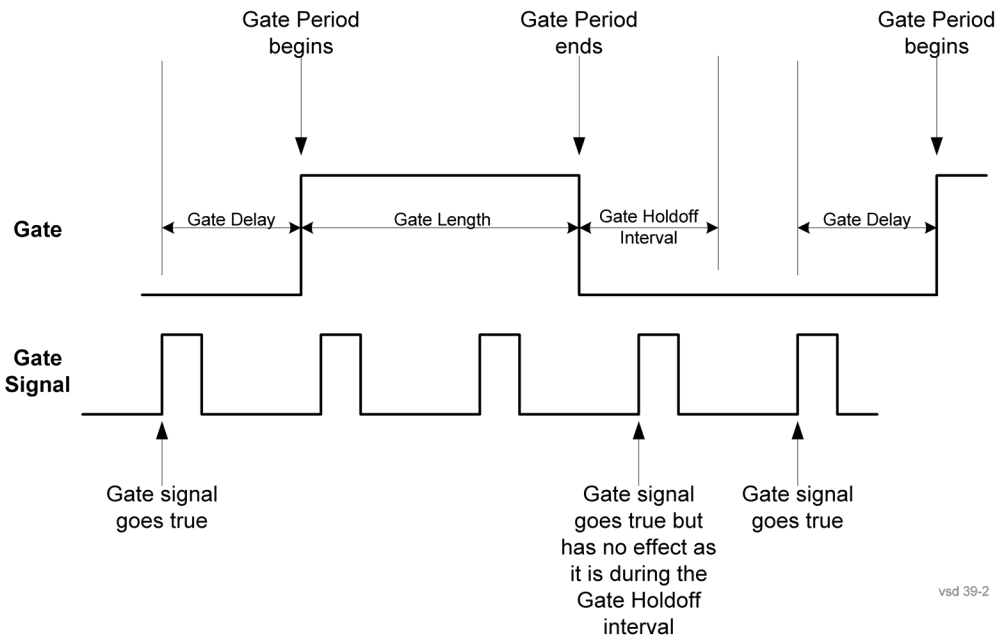 Gate Period
begins
Gate Period
ends
Gate Period
begins
Gate
Gate Delay
Gate Length
Gate Holdoff
Interval
Gate Delay
Gate
Signal
Gate signal
goes true
Gate signal
goes true but
has no effect as
it is during the
Gate Holdoff
interval
Gate signal
goes true
vsd 39-2